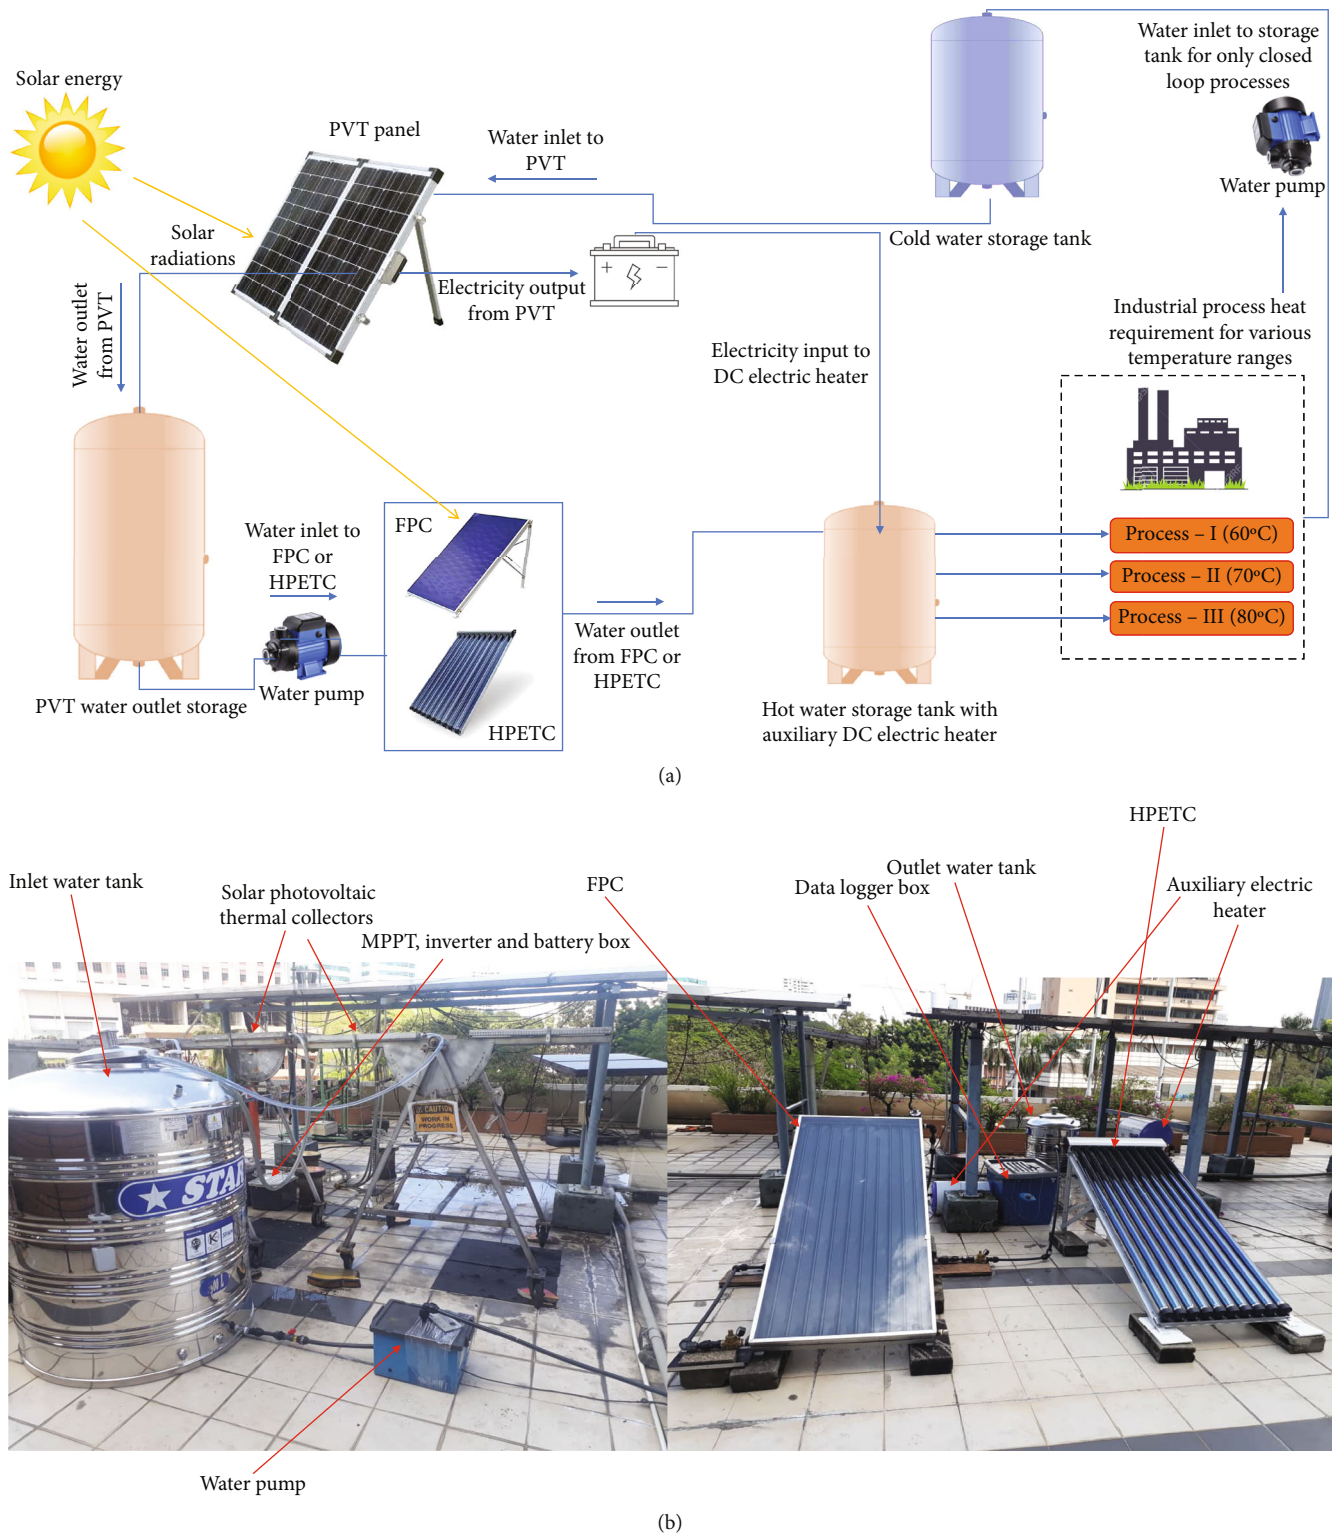 Solar energy
PVT panel
Water inlet to
PVT
Water inlet to storage
tank for only closed
loop processes
Water pump
Cold water storage tank
Solar
radiations
Water outlet
from PVT
Electricity output
from PVT
Industrial process heat
requirement for various
temperature ranges
Electricity input to
DC electric heater
Water inlet to
FPC or
HPETC
FPC
Process – I (60ºC)
Process – II (70ºC)
Process – III (80ºC)
Water outlet
from FPC or
HPETC
Water pump
PVT water outlet storage
HPETC
Hot water storage tank with
auxiliary DC electric heater
(a)
HPETC
Inlet water tank
Solar photovoltaic
thermal collectors
MPPT, inverter and battery box
FPC
Outlet water tank
Data logger box
Auxiliary electric
heater
CAUTION
WORK IN
PROGRESS
STAR
Water pump
(b)